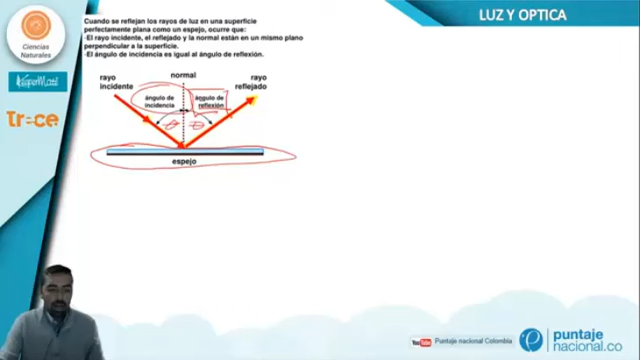 LUZ Y OPTICA
Ciencias
Naturales
Cuando se reflejan los rayos de luz en una superficie
perfectamente plana como un espejo, ocurre que:
·El rayo incidente, el reflejado y la normal están en un mismo plano
perpendicular a la superficie.
·El ángulo de incidencia es igual al ángulo de reflexión.
rayo
incidente
normal
rayo
reflejado
ángulo de
incidencia
ángulo de
reflexión
espejo
You Tube
Puntaje nacional Colombia
puntaje
nacional.co